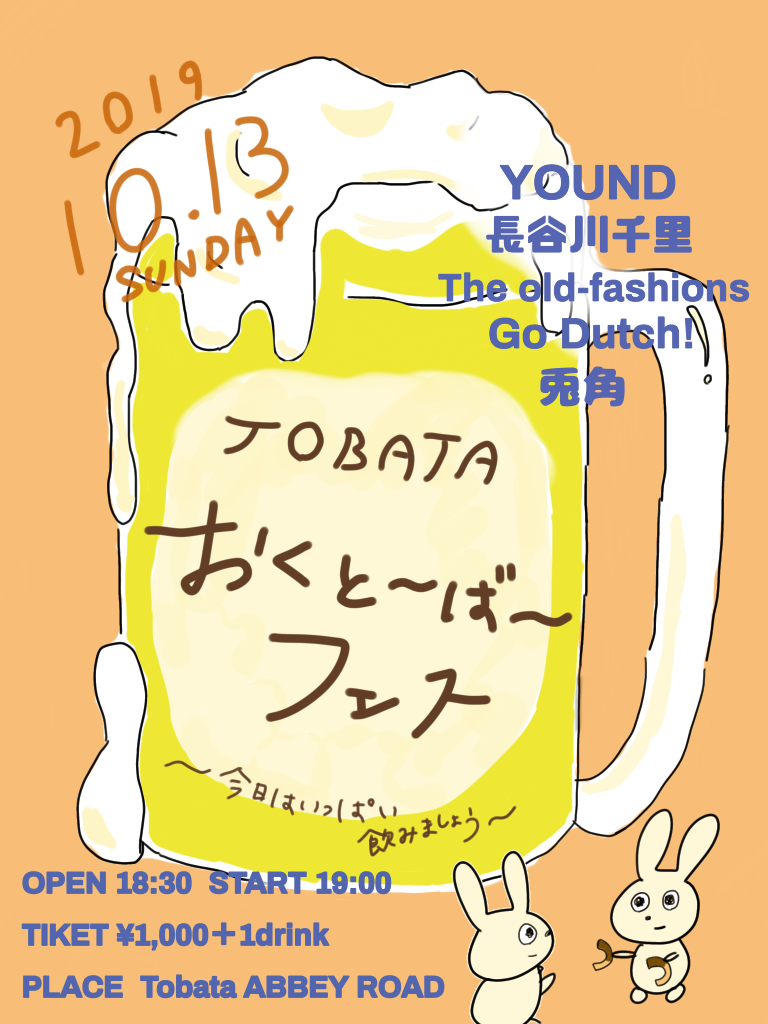 2019
10.13
SUNDAY
YOUND
長谷川千里
The old-fashions
Go Dutch!
兎角
TOBATA
おくと〜ば〜
フェス
〜今日はいっぱい
飲みましょう〜
OPEN 18:30 START 19:00
TIKET ¥1,000＋1drink
PLACE Tobata ABBEY ROAD